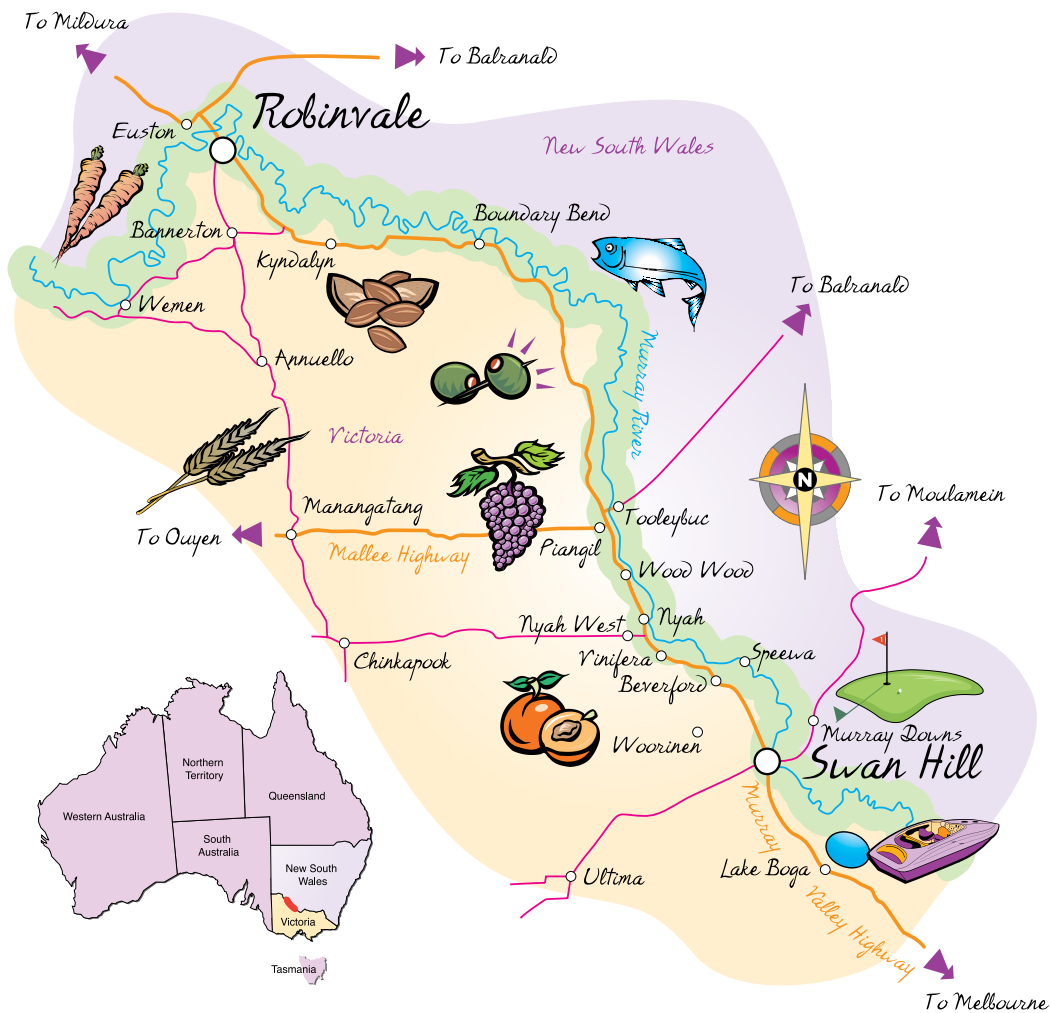 To Mildura
To Balranald
Robinvale
Euston
New South Wales
Boundary Bend
Bannerton
Kyndalyn
To Balranald
Wemen
Murray River
Annuello
Victoria
To Moulamein
Manangatang
Tooleybuc
To Ouyen
Mallee Highway
Piangil
N
Wood Wood
Nyah West
Nyah
Chinkapook
Vinifera
Speewa
Beverford
1
Woorinen
Murray Downs
Swan Hill
Murray
Valley Highway
Lake Boga
Ultima
To Melbourne
Northern
Territory
Queensland
Western Australia
South
Australia
New South
Wales
Victoria
Tasmania